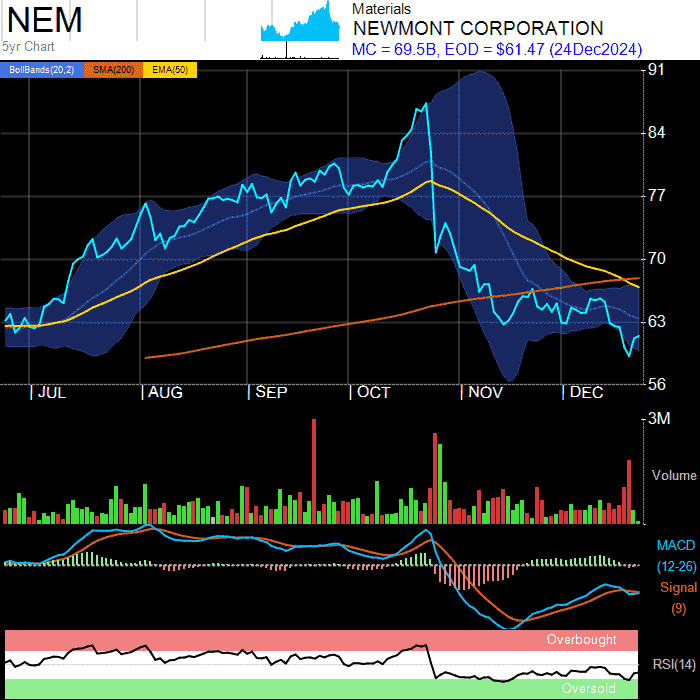 NEM
5yr Chart
Materials
NEWMONT CORPORATION
MC = 69.5B, EOD = $61.47 (24Dec2024)
BollBands(20,2) SMA(200) EMA(50)
91
84
77
70
63
56
JUL AUG SEP OCT NOV DEC
3M
Volume
MACD
(12-26)
Signal
(9)
Overbought
RSI(14)
Oversold